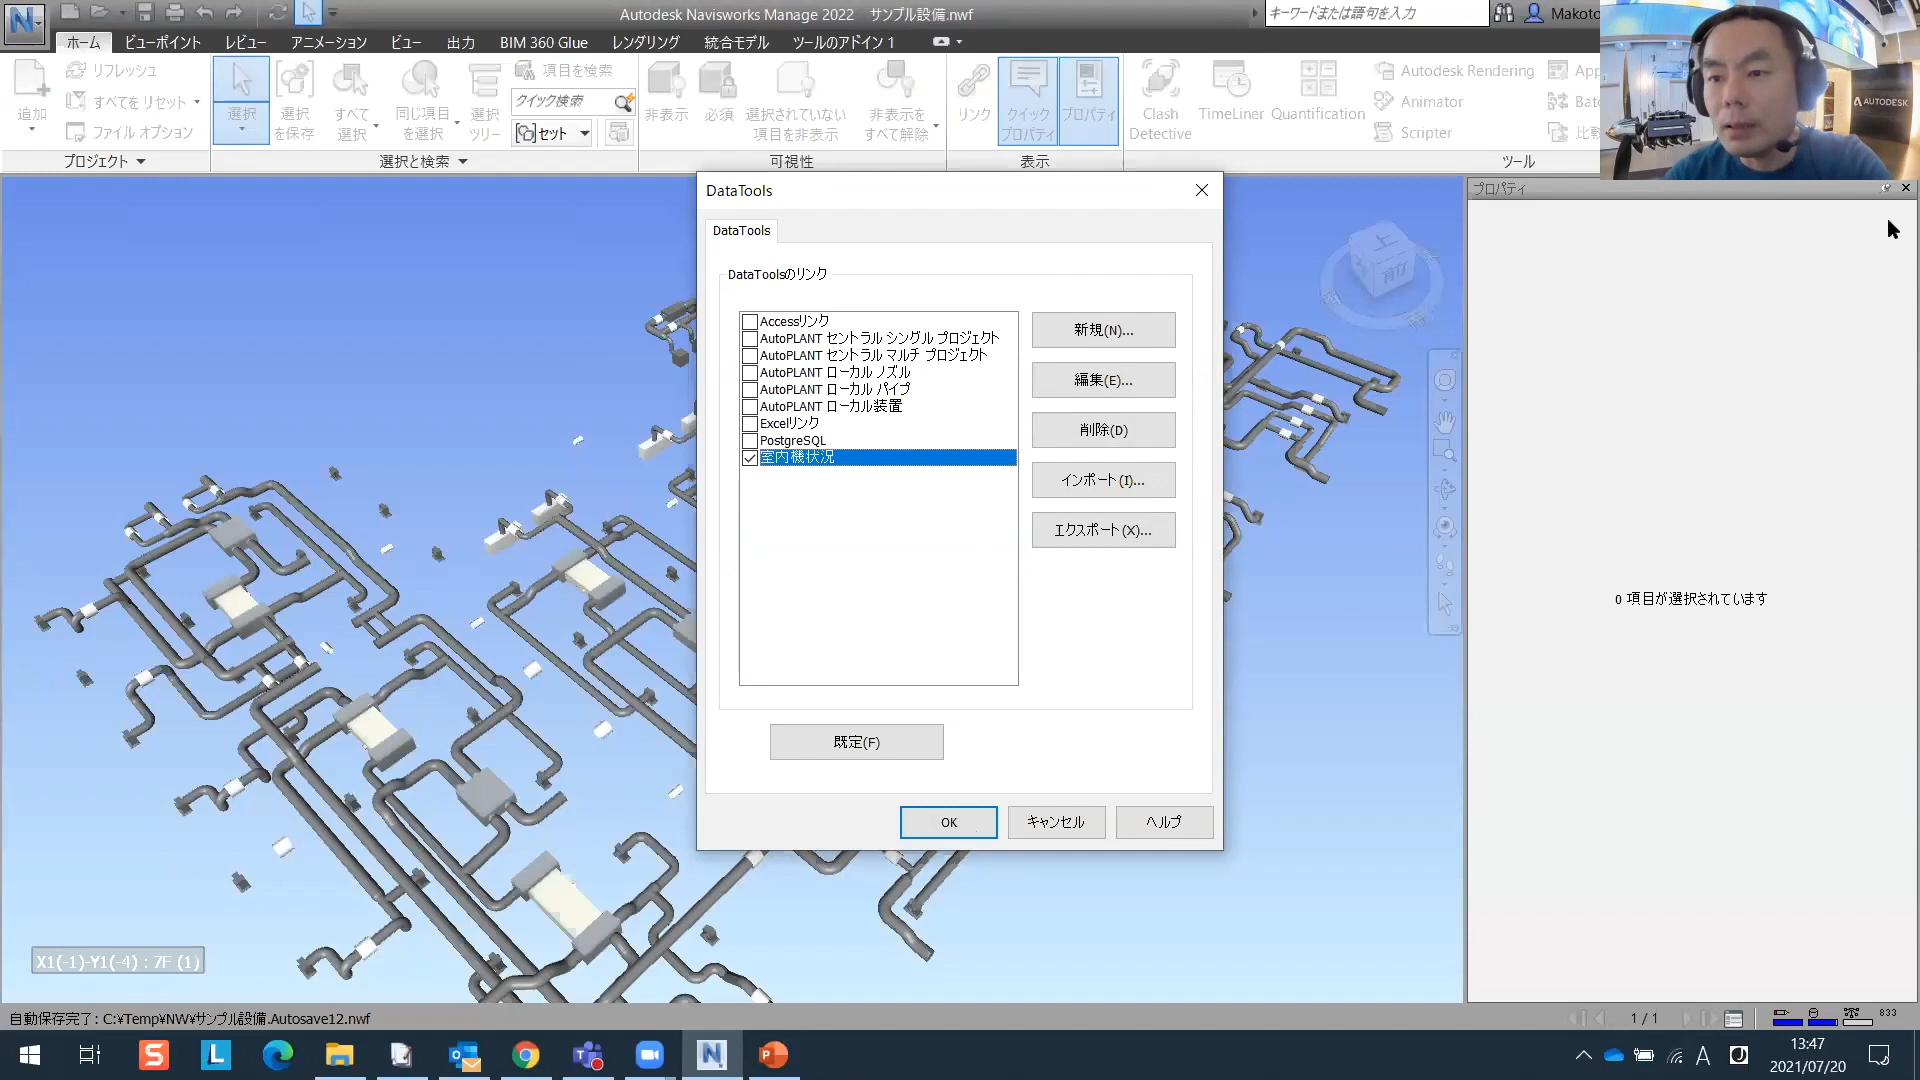 Autodesk Navisworks Manage 2022 サンプル設備.nwf
キーワードまたは語句を入力
Makoto
ホーム ビューポイント レビュー アニメーション ビュー 出力 BIM 360 Glue レンダリング 統合モデル ツールのアドイン 1
追加
リフレッシュ
すべてをリセット
ファイル オプション
プロジェクト
選択
選択
を保存
すべて
選択
同じ項目
を選択
選択
ツリー
項目を検索
クイック検索
セット
選択と検索
非表示
必須
選択されていない
項目を非表示
非表示を
すべて解除
可視性
リンク
クイック
プロパティ
プロパティ
表示
Clash
Detective
TimeLiner
Quantification
Autodesk Rendering
Animator
Scripter
App
Batc
比較
ツール
AUTODESK
プロパティ
0 項目が選択されています
上
前
DataTools
DataTools
DataToolsのリンク
Accessリンク
AutoPLANT セントラル シングル プロジェクト
AutoPLANT セントラル マルチ プロジェクト
AutoPLANT ローカル ノズル
AutoPLANT ローカル パイプ
AutoPLANT ローカル装置
Excelリンク
PostgreSQL
室内機状況
新規(N)...
編集(E)...
削除(D)
インポート(I)...
エクスポート(X)...
既定(F)
OK
キャンセル
ヘルプ
X1(-1)-Y1(-4) : 7F (1)
自動保存完了: C:¥Temp¥NW¥サンプル設備.Autosave12.nwf
1 / 1
833
13:47
2021/07/20